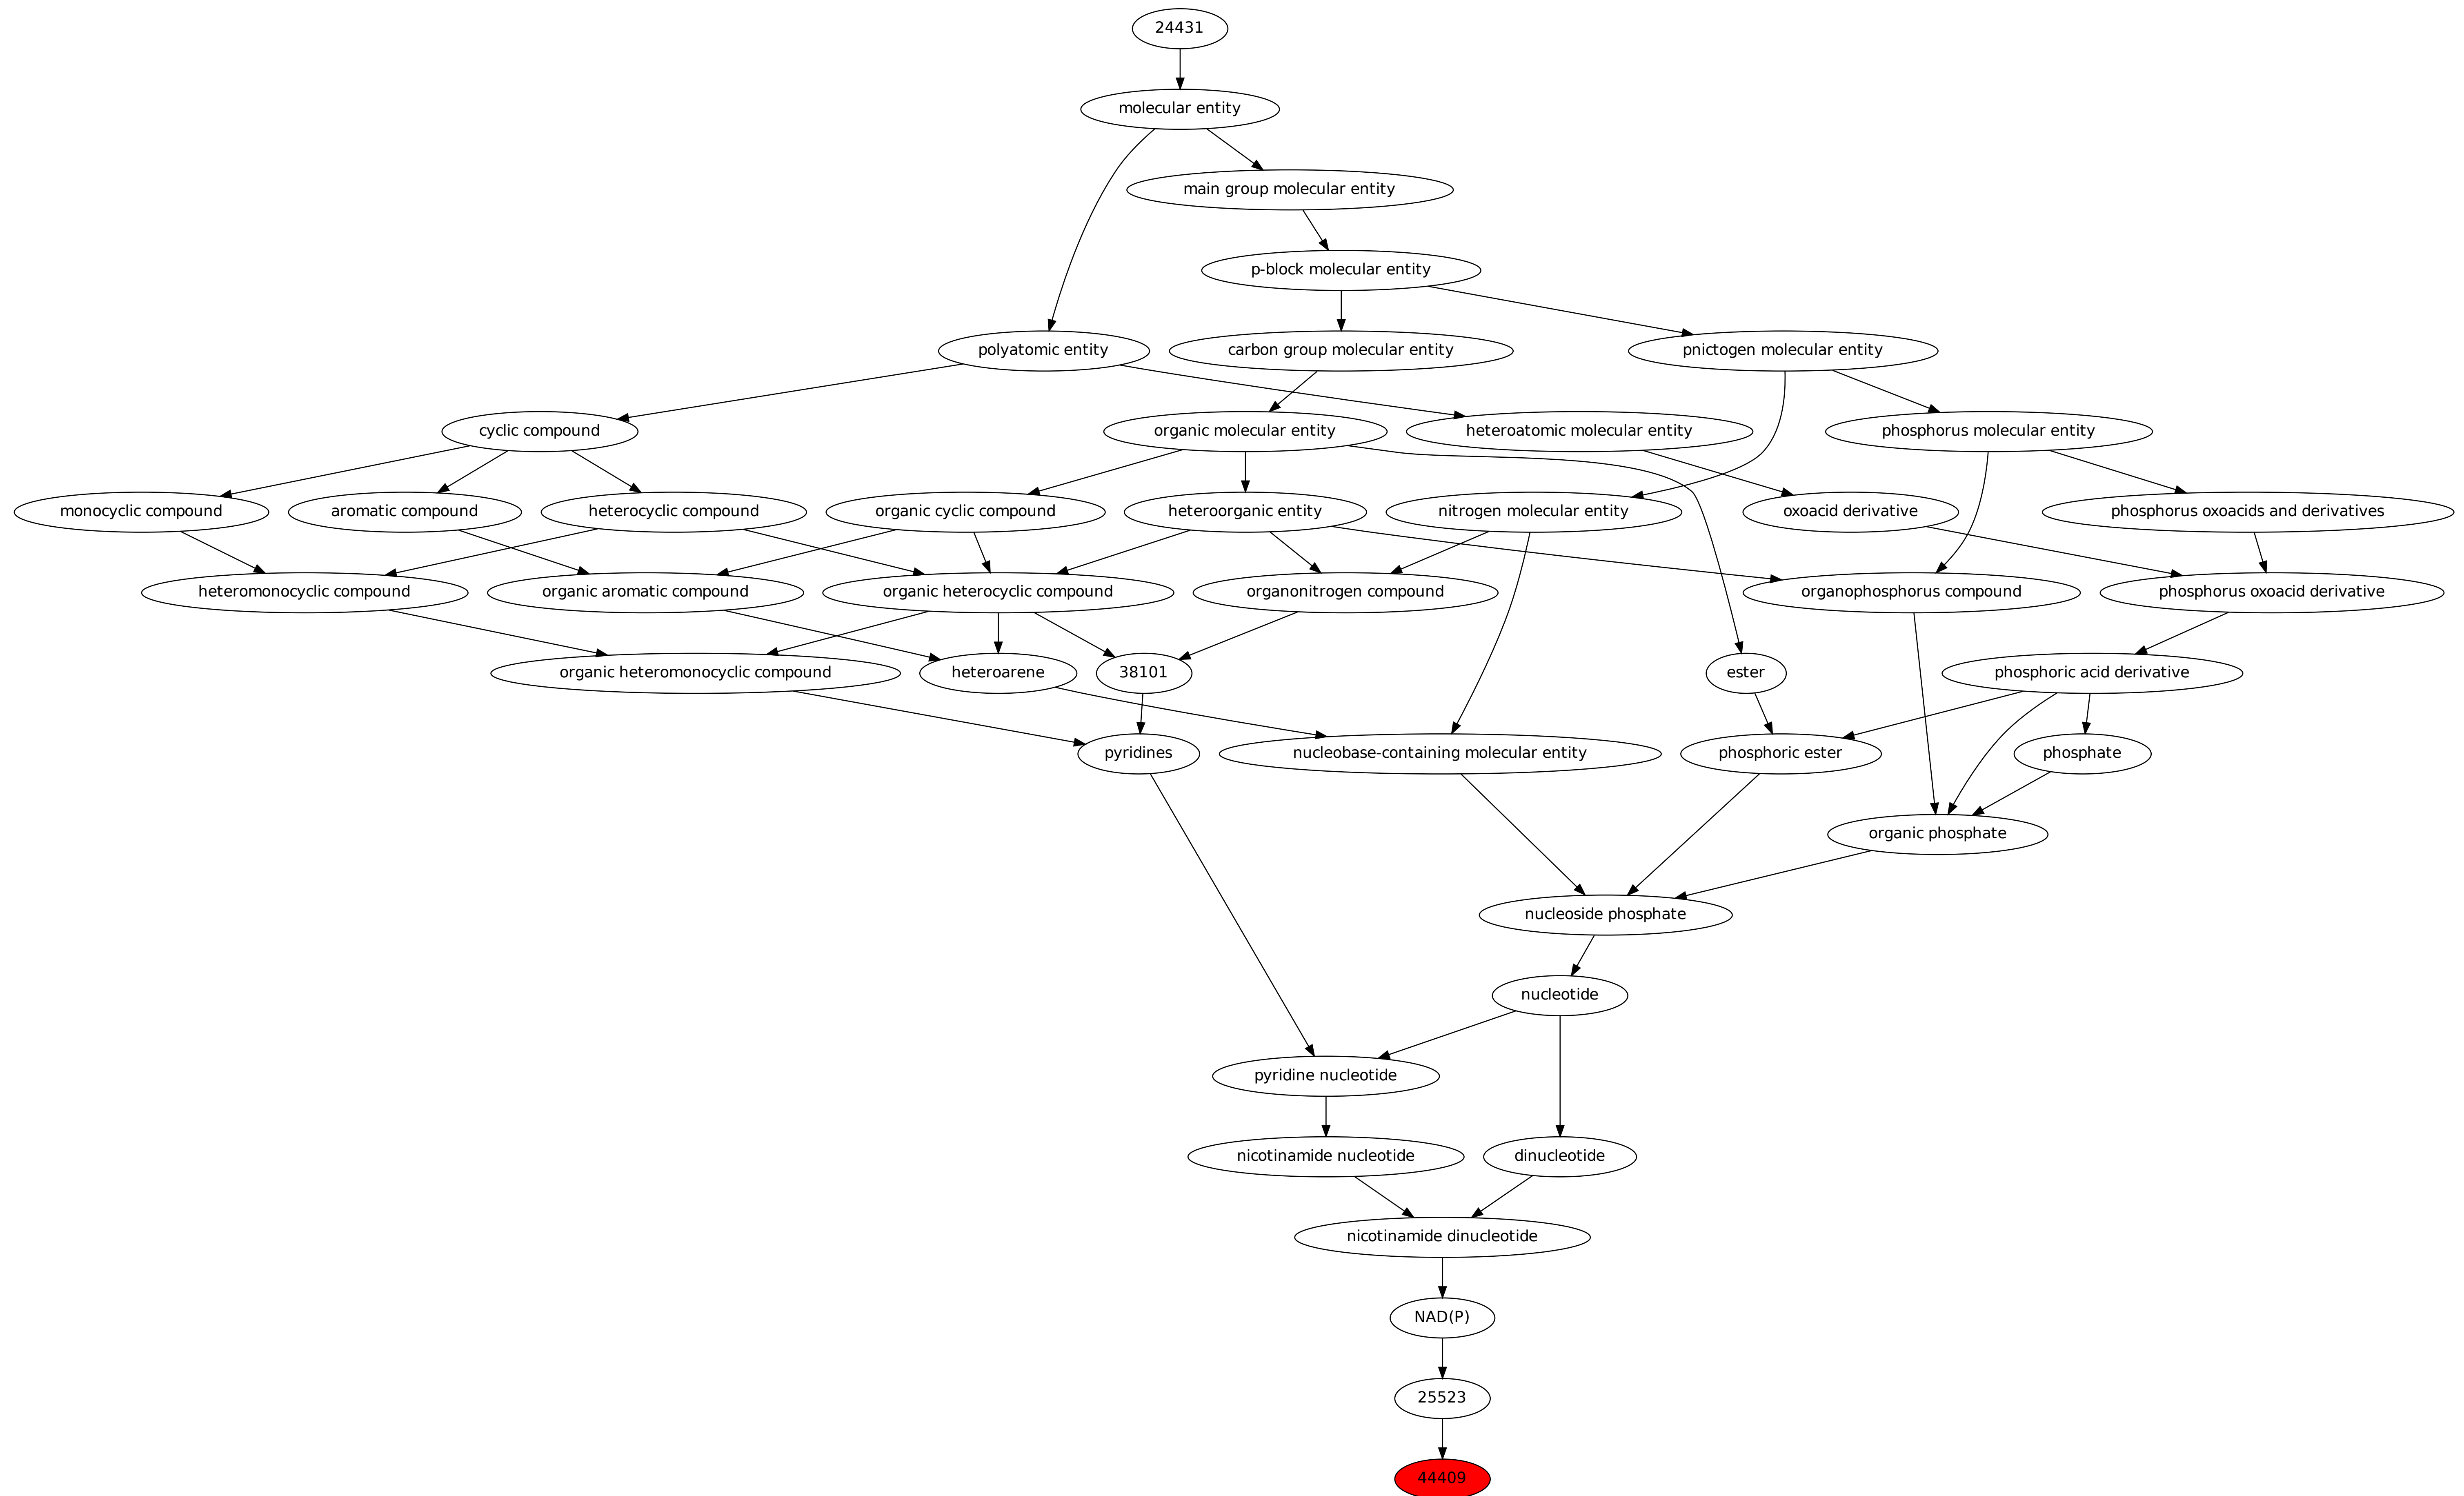 24431
molecular entity
main group molecular entity
p-block molecular entity
polyatomic entity
carbon group molecular entity
pnictogen molecular entity
cyclic compound
organic molecular entity
heteroatomic molecular entity
phosphorus molecular entity
monocyclic compound
aromatic compound
heterocyclic compound
organic cyclic compound
heteroorganic entity
nitrogen molecular entity
oxoacid derivative
phosphorus oxoacids and derivatives
heteromonocyclic compound
organic aromatic compound
organic heterocyclic compound
organonitrogen compound
organophosphorus compound
phosphorus oxoacid derivative
organic heteromonocyclic compound
heteroarene
38101
ester
phosphoric acid derivative
pyridines
nucleobase-containing molecular entity
phosphoric ester
phosphate
organic phosphate
nucleoside phosphate
nucleotide
pyridine nucleotide
nicotinamide nucleotide
dinucleotide
nicotinamide dinucleotide
NAD(P)
25523
44409